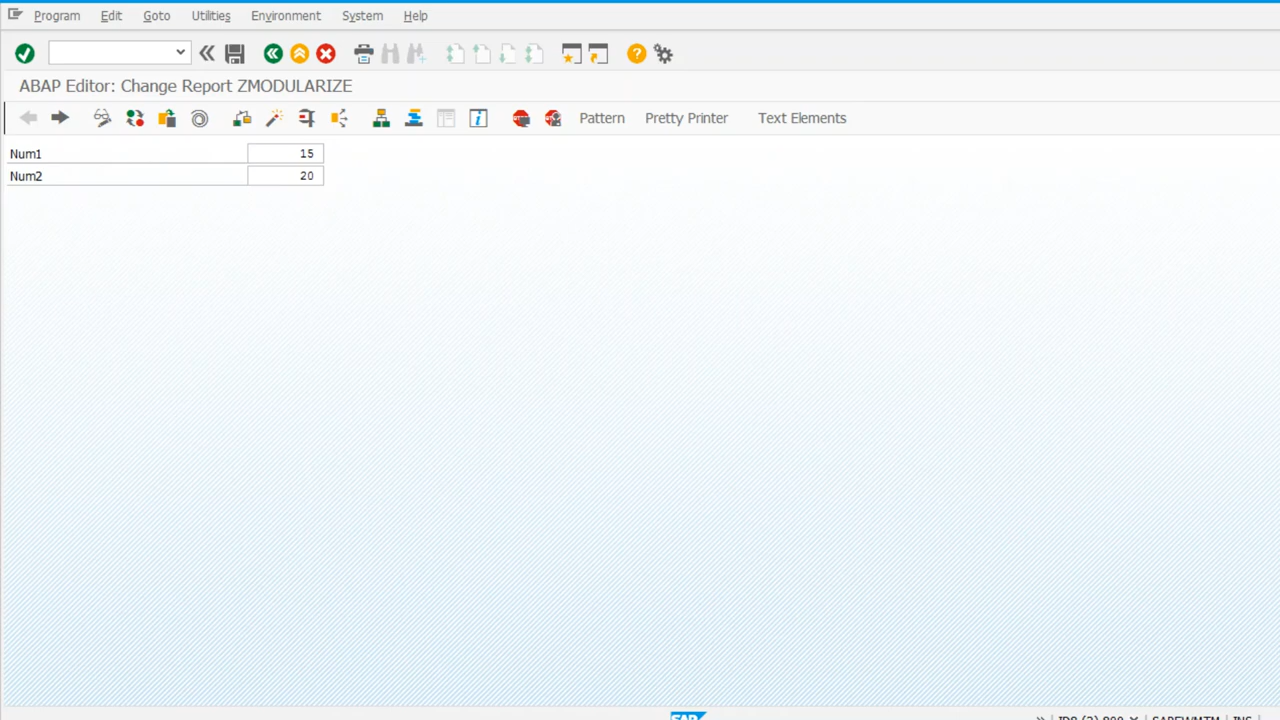 Program Edit Goto Utilities Environment System Help
ABAP Editor: Change Report ZMODULARIZE
Pattern Pretty Printer Text Elements
Num1 15
Num2 20
SAP